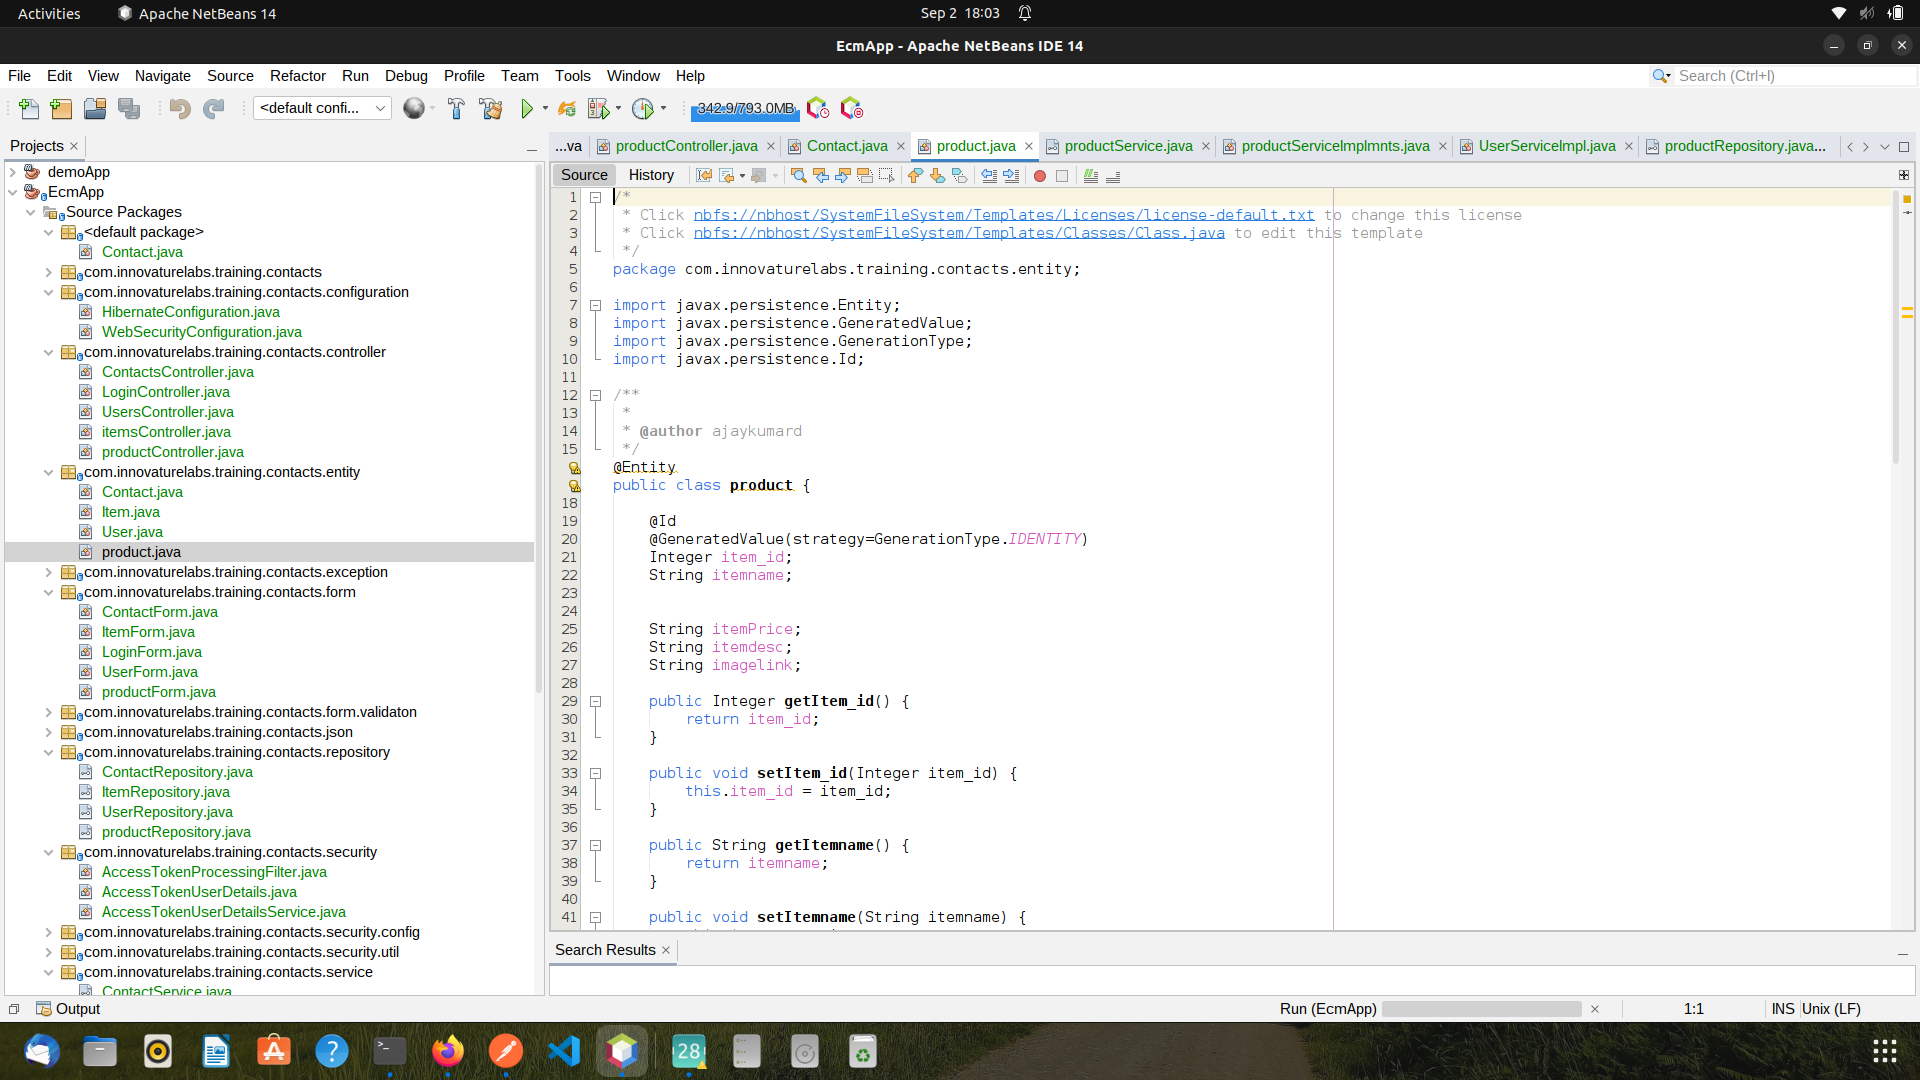 Activities
Apache NetBeans 14
Sep 2 18:03
EcmApp - Apache NetBeans IDE 14
File Edit View Navigate Source Refactor Run Debug Profile Team Tools Window Help
Search (Ctrl+I)
<default confi...
342.9/793.0MB
Projects
...va
productController.java
Contact.java
product.java
productService.java
productServiceImplmnts.java
UserServiceImpl.java
productRepository.java...
Source
History
demoApp
EcmApp
Source Packages
<default package>
Contact.java
com.innovaturelabs.training.contacts
com.innovaturelabs.training.contacts.configuration
HibernateConfiguration.java
WebSecurityConfiguration.java
com.innovaturelabs.training.contacts.controller
ContactsController.java
LoginController.java
UsersController.java
itemsController.java
productController.java
com.innovaturelabs.training.contacts.entity
Contact.java
Item.java
User.java
product.java
com.innovaturelabs.training.contacts.exception
com.innovaturelabs.training.contacts.form
ContactForm.java
ItemForm.java
LoginForm.java
UserForm.java
productForm.java
com.innovaturelabs.training.contacts.form.validaton
com.innovaturelabs.training.contacts.json
com.innovaturelabs.training.contacts.repository
ContactRepository.java
ItemRepository.java
UserRepository.java
productRepository.java
com.innovaturelabs.training.contacts.security
AccessTokenProcessingFilter.java
AccessTokenUserDetails.java
AccessTokenUserDetailsService.java
com.innovaturelabs.training.contacts.security.config
com.innovaturelabs.training.contacts.security.util
com.innovaturelabs.training.contacts.service
ContactService.java
1 /*
2 * Click nbfs://nbhost/SystemFileSystem/Templates/Licenses/license-default.txt to change this license
3 * Click nbfs://nbhost/SystemFileSystem/Templates/Classes/Class.java to edit this template
4 */
5 package com.innovaturelabs.training.contacts.entity;
6
7 import javax.persistence.Entity;
8 import javax.persistence.GeneratedValue;
9 import javax.persistence.GenerationType;
10 import javax.persistence.Id;
11
12 /**
13 *
14 * @author ajaykumard
15 */
@Entity
public class product {
18
19 @Id
20 @GeneratedValue(strategy=GenerationType.IDENTITY)
21 Integer item_id;
22 String itemname;
23
24
25 String itemPrice;
26 String itemdesc;
27 String imagelink;
28
29 public Integer getItem_id() {
30 return item_id;
31 }
32
33 public void setItem_id(Integer item_id) {
34 this.item_id = item_id;
35 }
36
37 public String getItemname() {
38 return itemname;
39 }
40
41 public void setItemname(String itemname) {
Search Results
Output
Run (EcmApp)
1:1
INS
Unix (LF)
28